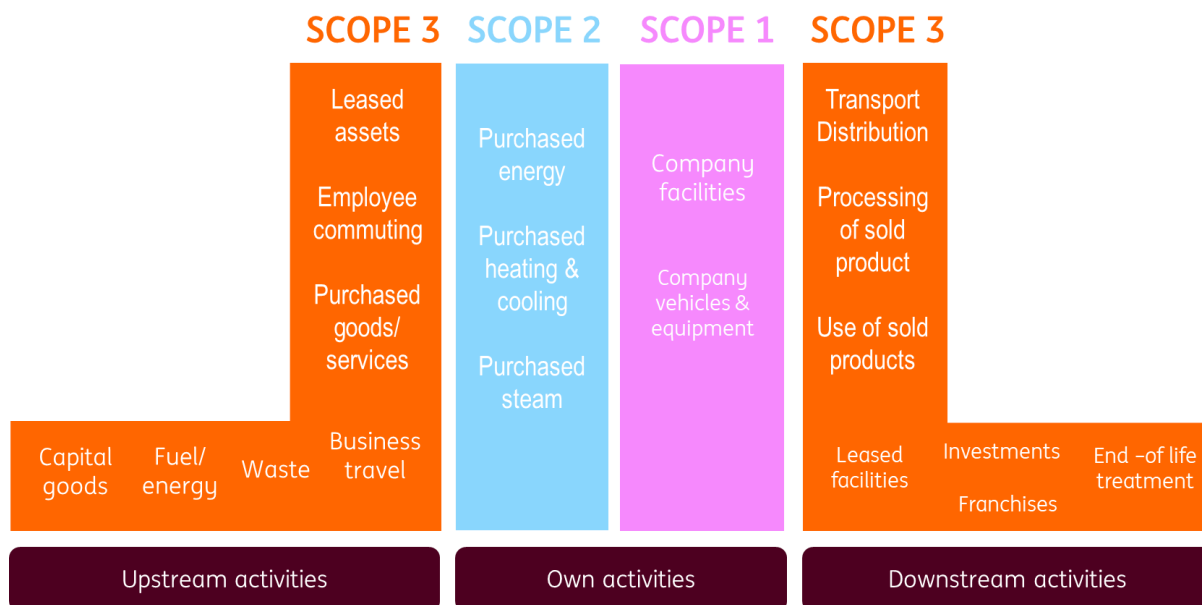 SCOPE 3
SCOPE 2
SCOPE 1
SCOPE 3
Leased
assets
Employee
commuting
Purchased
goods/
services
Business
travel
Capital
goods
Fuel/
energy
Waste
Purchased
energy
Purchased
heating &
cooling
Purchased
steam
Company
facilities
Company
vehicles &
equipment
Transport
Distribution
Processing
of sold
product
Use of sold
products
Leased
facilities
Investments
Franchises
End -of life
treatment
Upstream activities
Own activities
Downstream activities